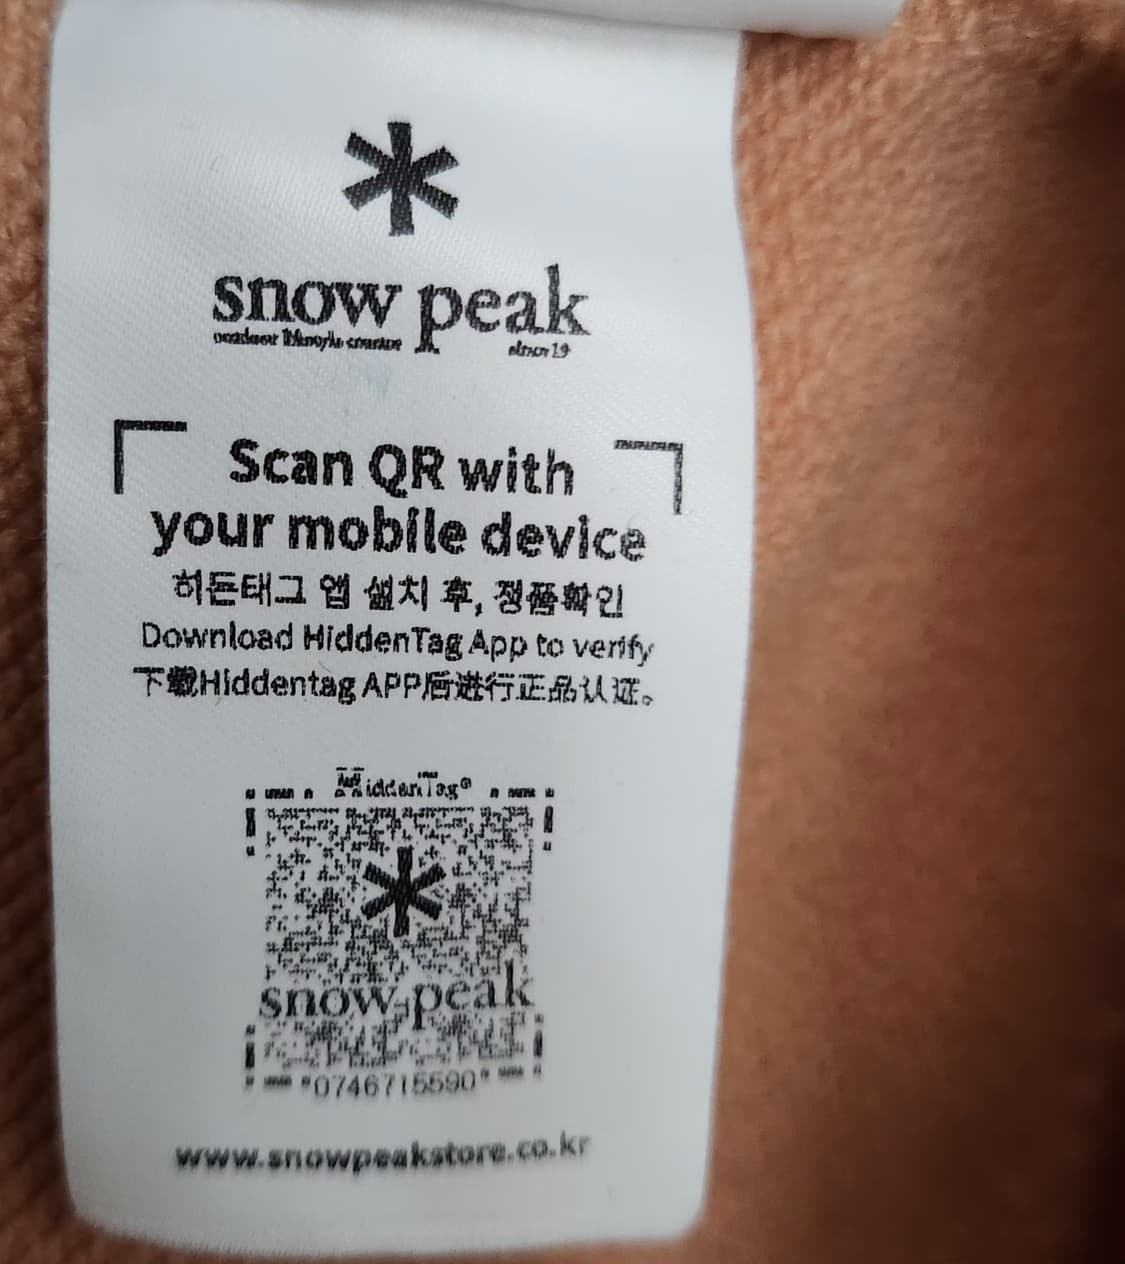 snow peak
Scan QR with
your mobile device
히든태그 앱 설치 후, 정품확인
Download HiddenTag App to verify
下载Hiddentag APP后进行正品认证。
HiddenTag®
snow peak
*0746715590*
www.snowpeakstore.co.kr